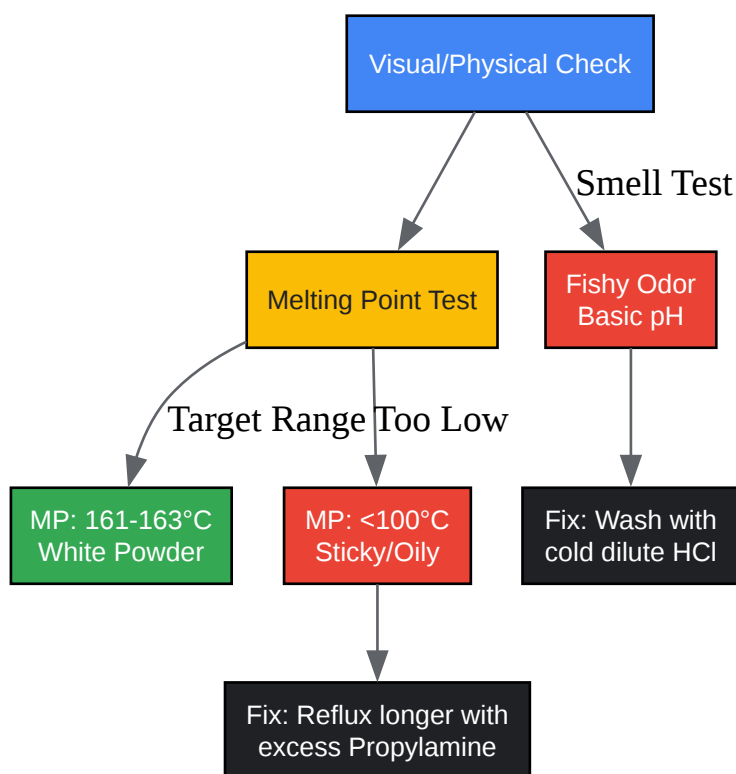 Visual/Physical Check
Smell Test
Melting Point Test
Fishy Odor
Basic pH
Target Range
Too Low
MP: 161-163°C
White Powder
MP: <100°C
Sticky/Oily
Fix: Wash with
cold dilute HCl
Fix: Reflux longer with
excess Propylamine